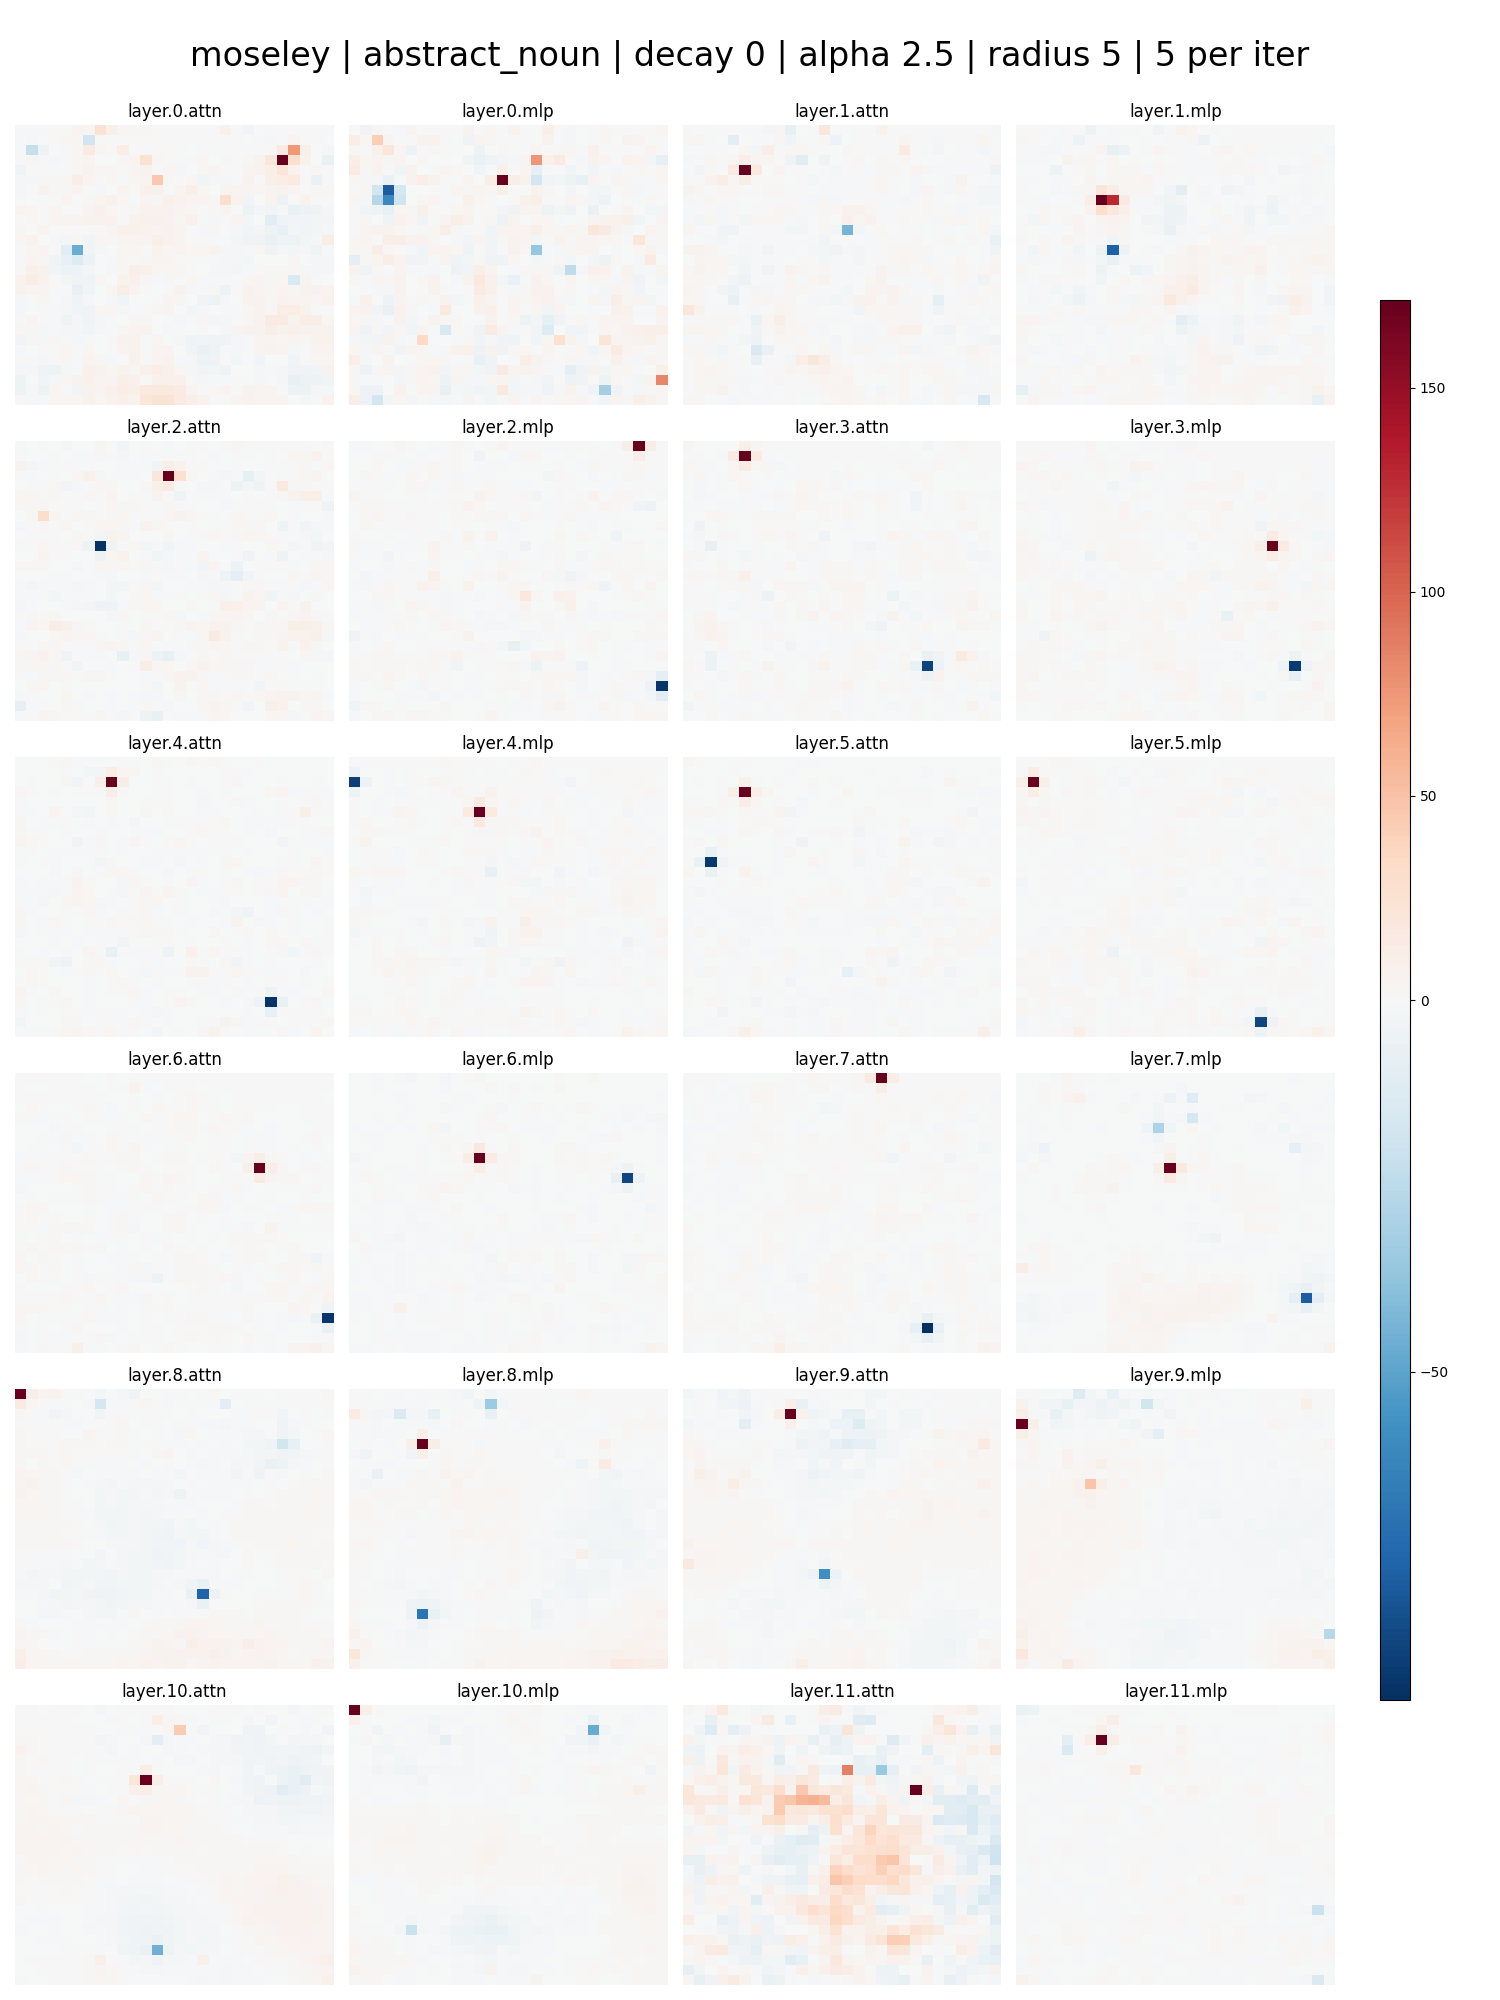 moseley | abstract_noun | decay 0 | alpha 2.5 | radius 5 | 5 per iter
layer.0.attn
layer.0.mlp
layer.1.attn
layer.1.mlp
layer.2.attn
layer.2.mlp
layer.3.attn
layer.3.mlp
layer.4.attn
layer.4.mlp
layer.5.attn
layer.5.mlp
layer.6.attn
layer.6.mlp
layer.7.attn
layer.7.mlp
layer.8.attn
layer.8.mlp
layer.9.attn
layer.9.mlp
layer.10.attn
layer.10.mlp
layer.11.attn
layer.11.mlp
150
100
50
0
−50